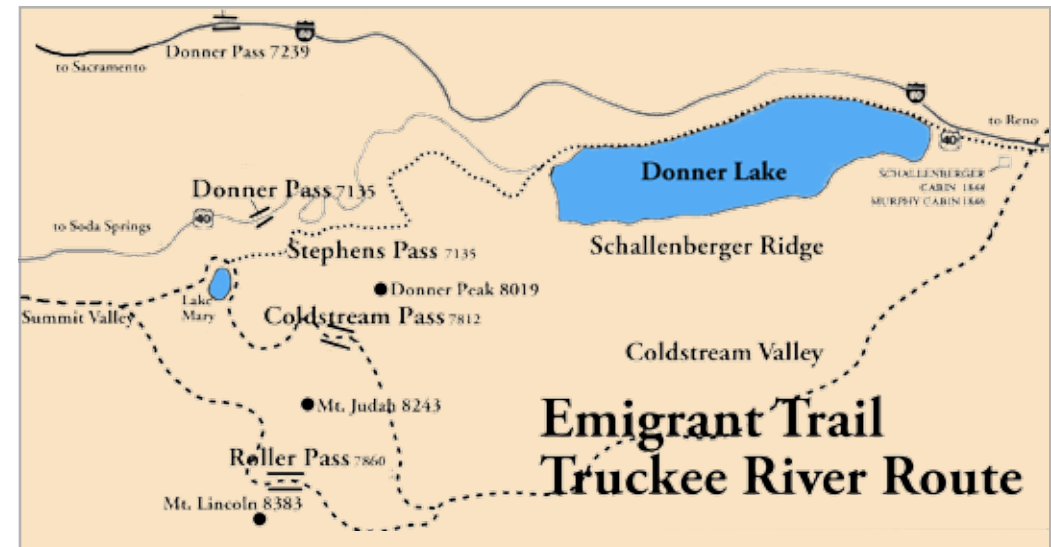 80
Donner Pass 7239
to Sacramento
80
to Reno
40
Donner Lake
SCHALLENBERGER
CABIN 1844
MURPHY CABIN 1846
Donner Pass 7135
40
to Soda Springs
Stephens Pass 7135
Schallenberger Ridge
Donner Peak 8019
Lake
Mary
Summit Valley
Coldstream Pass 7812
Coldstream Valley
Mt. Judah 8243
Emigrant Trail
Truckee River Route
Roller Pass 7860
Mt. Lincoln 8383